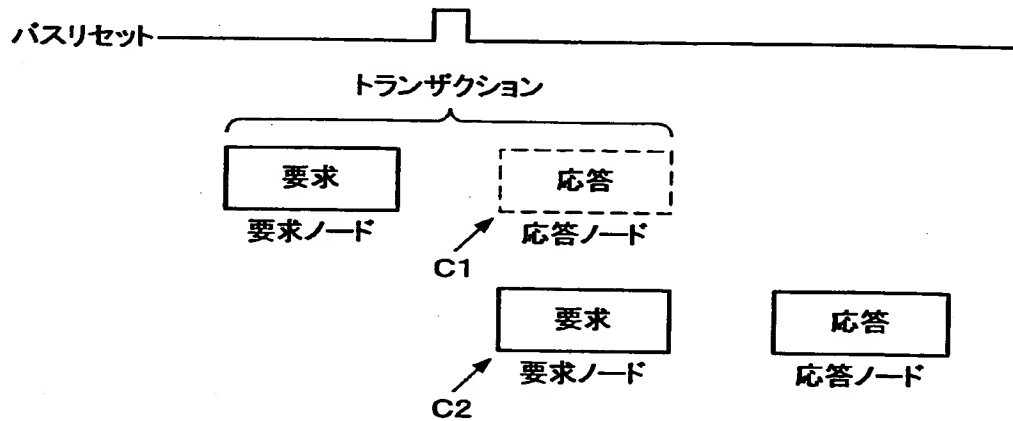 バスリセット
トランザクション
要求
応答
要求ノード
応答ノード
C1
要求
応答
要求ノード
応答ノード
C2